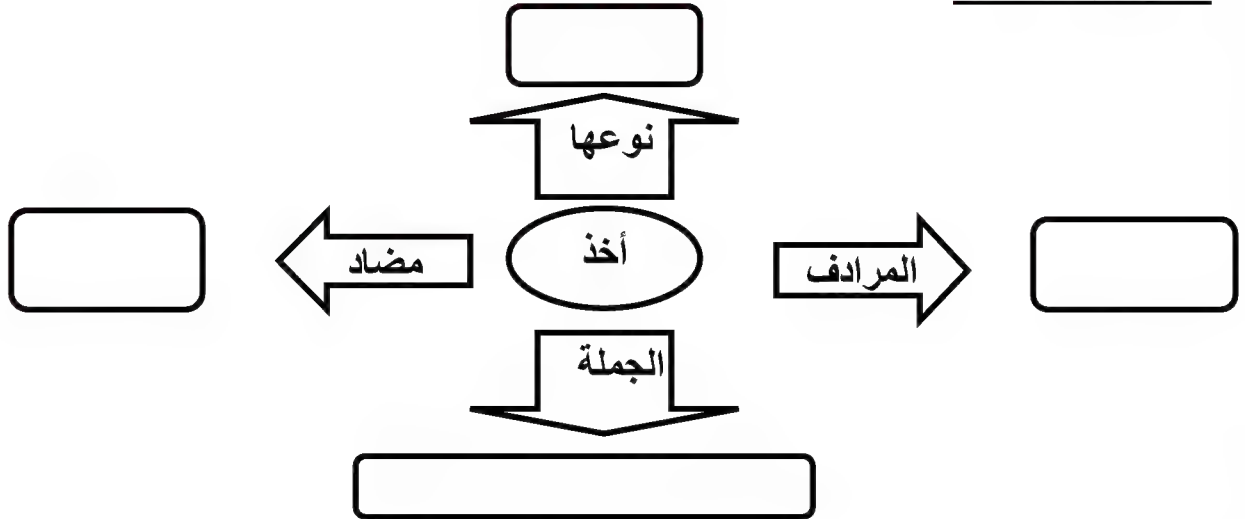 نوعها
أخذ
المرادف
مضاد
الجملة